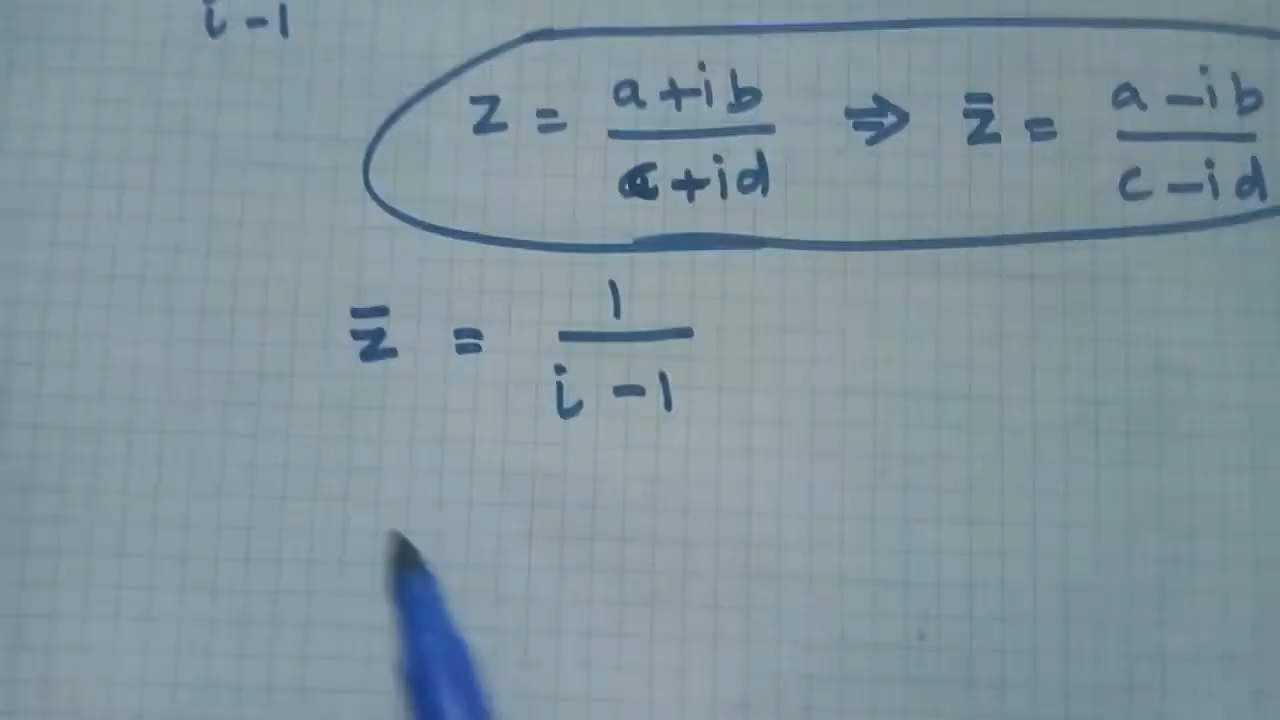 i - 1
z = a + ib / c + id ⇒ z̄ = a - ib / c - id
z̄ = 1 / i - 1